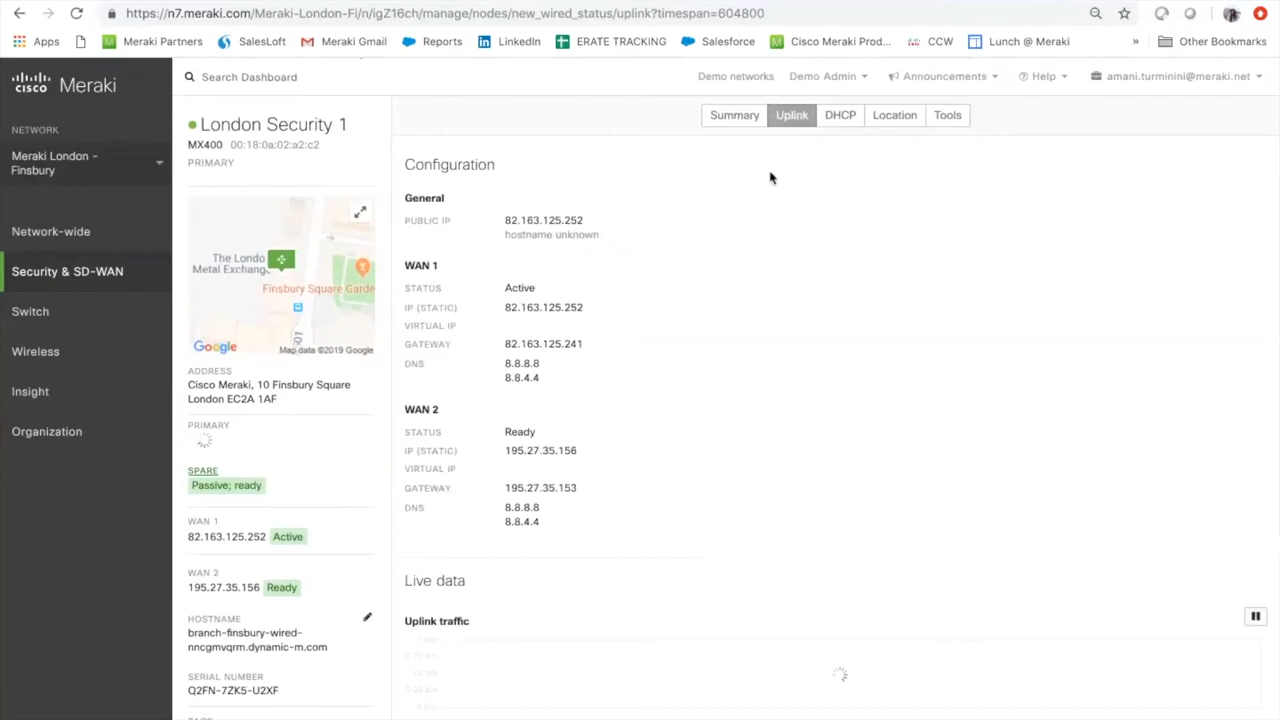 https://n7.meraki.com/Meraki-London-Fi/n/igZ16ch/manage/nodes/new_wired_status/uplink?timespan=604800
Apps Meraki Partners SalesLoft Meraki Gmail Reports LinkedIn ERATE TRACKING Salesforce Cisco Meraki Prod... CCW Lunch @ Meraki » Other Bookmarks
cisco Meraki
Search Dashboard
Demo networks Demo Admin Announcements Help amani.turminini@meraki.net
NETWORK
Meraki London -
Finsbury
Network-wide
Security & SD-WAN
Switch
Wireless
Insight
Organization
London Security 1
MX400 00:18:0a:02:a2:c2
PRIMARY
The Londo
Metal Exchang
Finsbury Square Garde
Google
Map data ©2019 Google
ADDRESS
Cisco Meraki, 10 Finsbury Square
London EC2A 1AF
PRIMARY
SPARE
Passive; ready
WAN 1
82.163.125.252 Active
WAN 2
195.27.35.156 Ready
HOSTNAME
branch-finsbury-wired-
nncgmvqrm.dynamic-m.com
SERIAL NUMBER
Q2FN-7ZK5-U2XF
Summary Uplink DHCP Location Tools
Configuration
General
PUBLIC IP 82.163.125.252
hostname unknown
WAN 1
STATUS Active
IP (STATIC) 82.163.125.252
VIRTUAL IP
GATEWAY 82.163.125.241
DNS 8.8.8.8
8.8.4.4
WAN 2
STATUS Ready
IP (STATIC) 195.27.35.156
VIRTUAL IP
GATEWAY 195.27.35.153
DNS 8.8.8.8
8.8.4.4
Live data
Uplink traffic